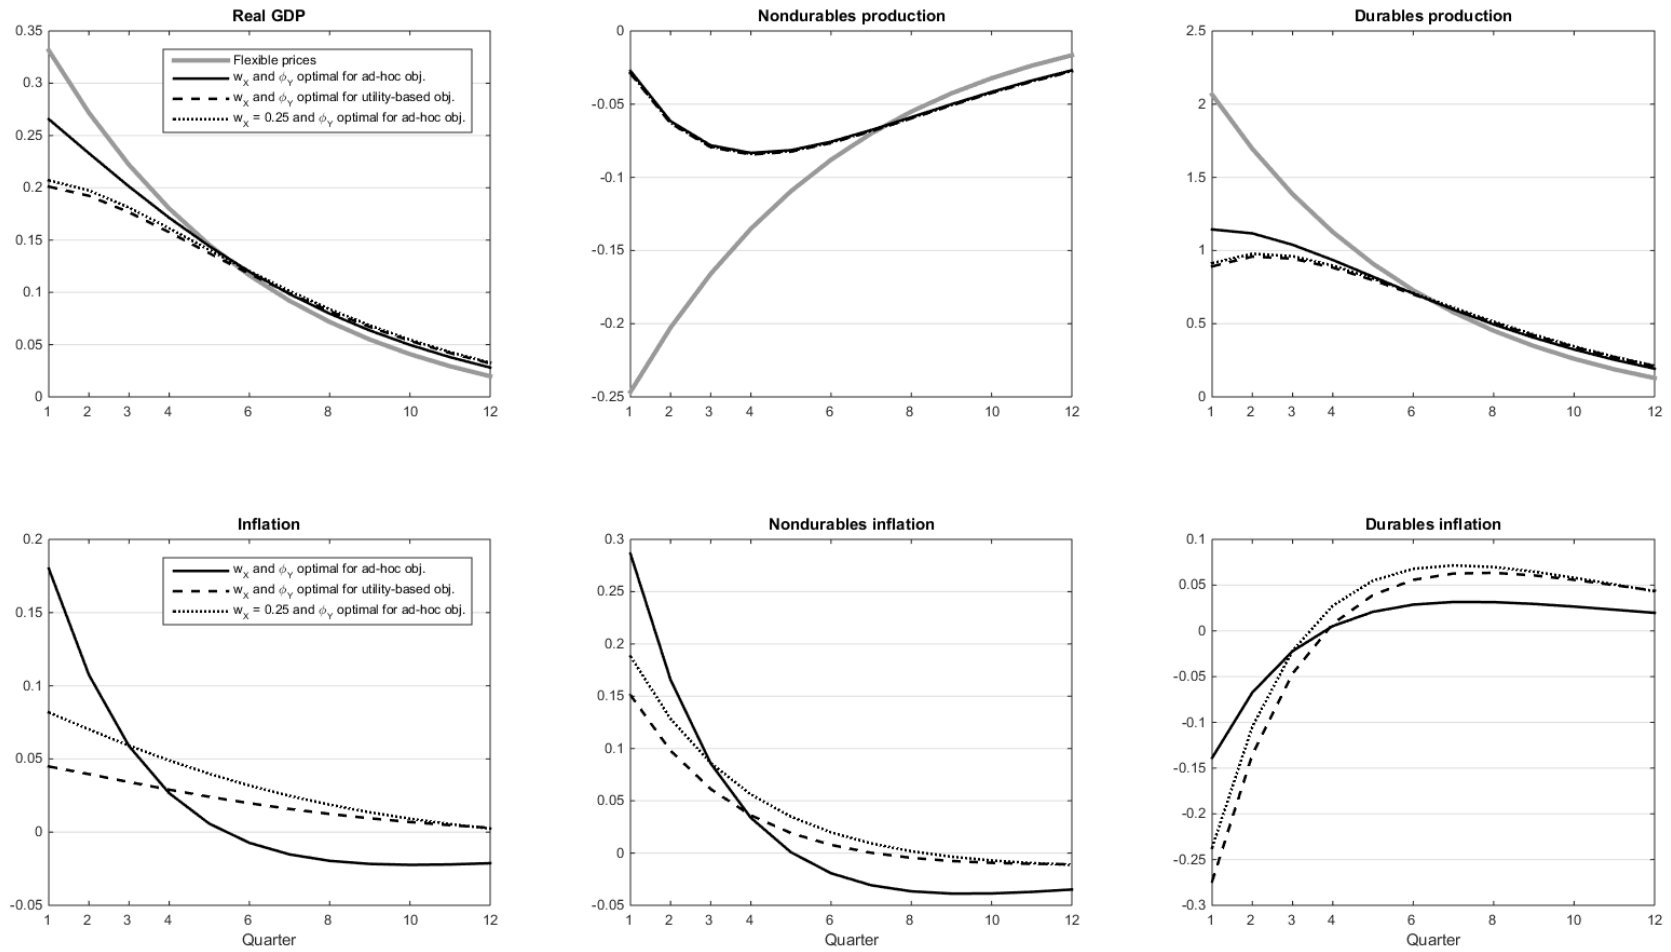 Real GDP
0.35
0.3
0.25
0.2
0.15
0.1
0.05
0
1 2 3 4 6 8 10 12
Flexible prices
w_X and ϕ_Y optimal for ad-hoc obj.
w_X and ϕ_Y optimal for utility-based obj.
w_X = 0.25 and ϕ_Y optimal for ad-hoc obj.
Nondurables production
0
-0.05
-0.1
-0.15
-0.2
-0.25
1 2 3 4 6 8 10 12
Durables production
2.5
2
1.5
1
0.5
0
1 2 3 4 6 8 10 12
Inflation
0.2
0.15
0.1
0.05
0
-0.05
1 2 3 4 6 8 10 12
Quarter
w_X and ϕ_Y optimal for ad-hoc obj.
w_X and ϕ_Y optimal for utility-based obj.
w_X = 0.25 and ϕ_Y optimal for ad-hoc obj.
Nondurables inflation
0.3
0.25
0.2
0.15
0.1
0.05
0
-0.05
1 2 3 4 6 8 10 12
Quarter
Durables inflation
0.1
0.05
0
-0.05
-0.1
-0.15
-0.2
-0.25
-0.3
1 2 3 4 6 8 10 12
Quarter